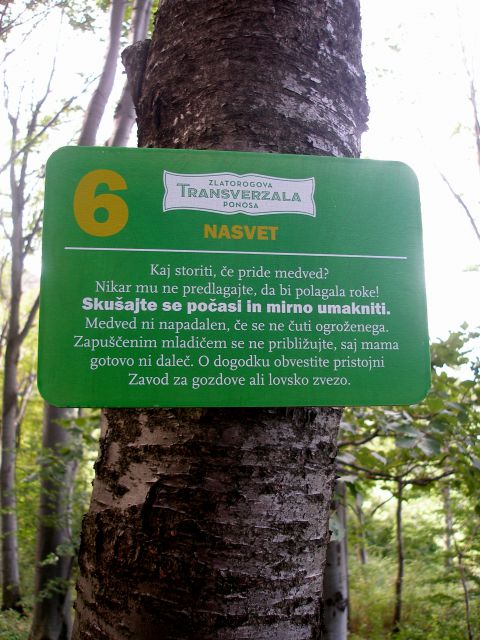 6
ZLATOROGOVA
TRANSVERZALA
PONOSA
NASVET
Kaj storiti, če pride medved?
Nikar mu ne predlagajte, da bi polagala roke!
Skušajte se počasi in mirno umakniti.
Medved ni napadalen, če se ne čuti ogroženega.
Zapuščenim mladičem se ne približujte, saj mama
gotovo ni daleč. O dogodku obvestite pristojni
Zavod za gozdove ali lovsko zvezo.